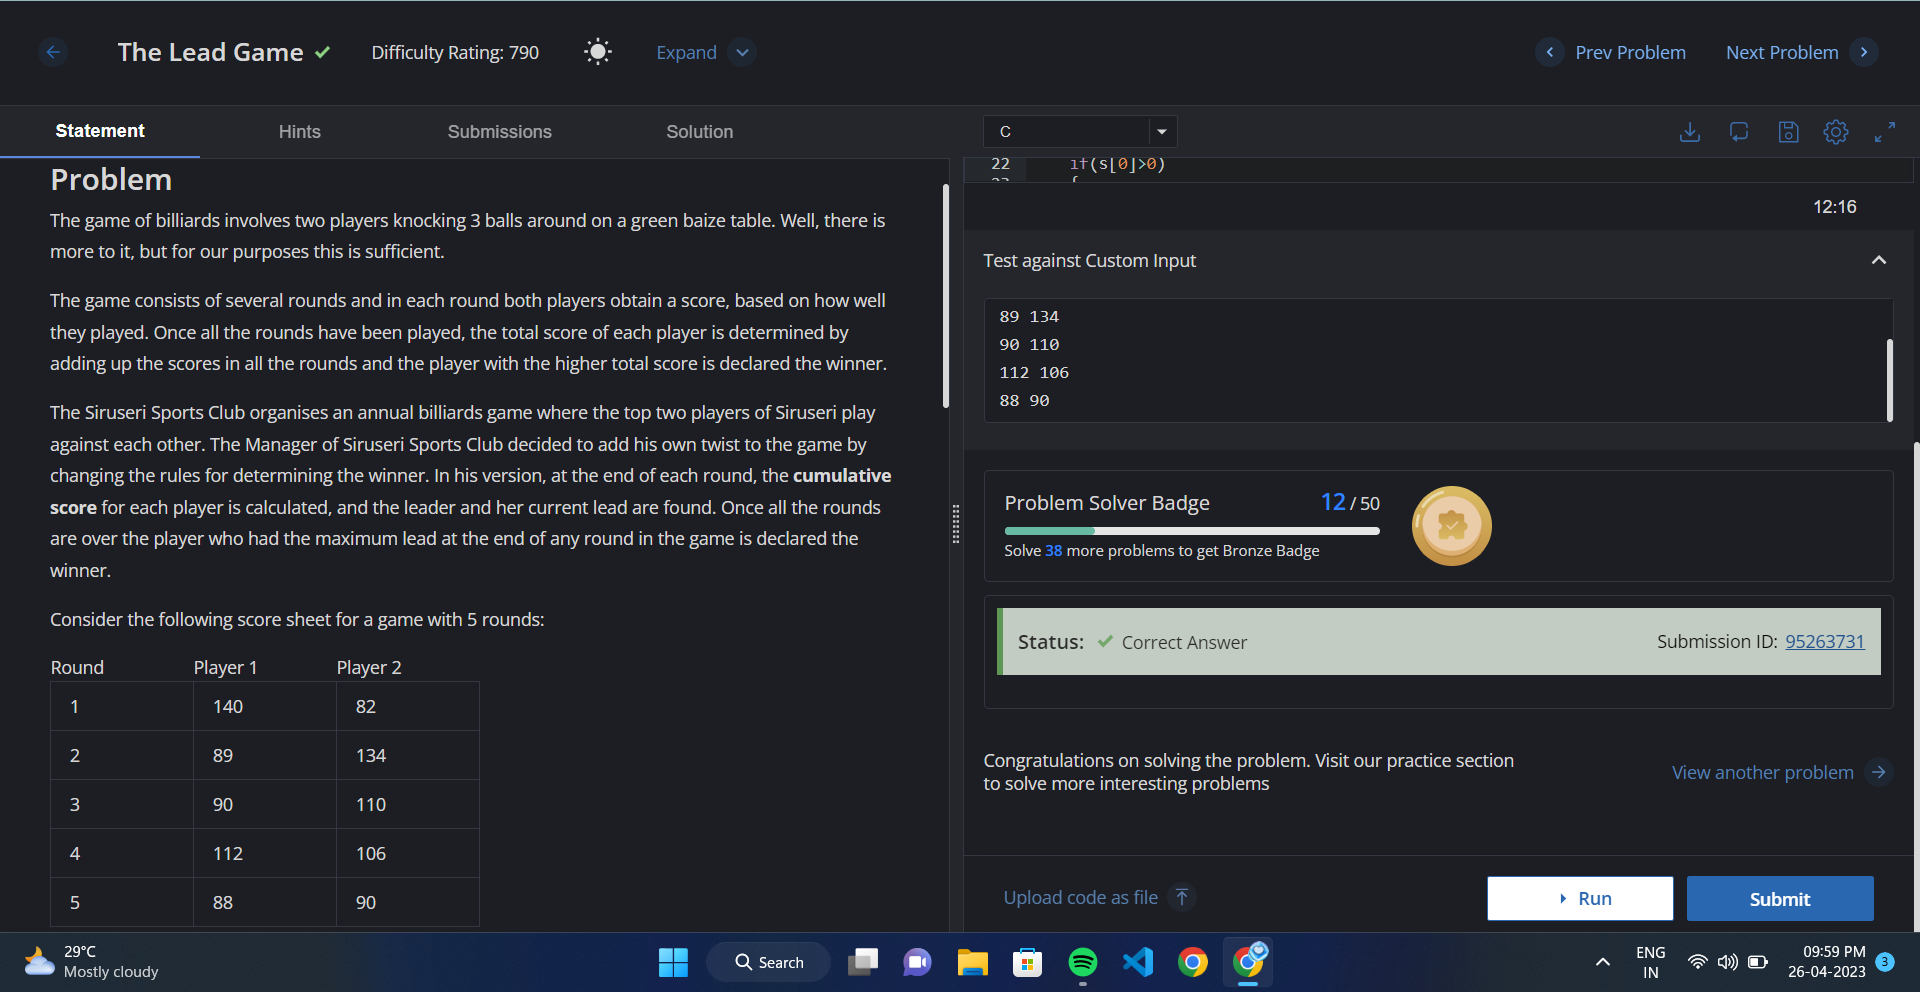 The Lead Game
Difficulty Rating: 790
Expand
Prev Problem
Next Problem
Statement
Hints
Submissions
Solution
Problem
The game of billiards involves two players knocking 3 balls around on a green baize table. Well, there is
more to it, but for our purposes this is sufficient.
The game consists of several rounds and in each round both players obtain a score, based on how well
they played. Once all the rounds have been played, the total score of each player is determined by
adding up the scores in all the rounds and the player with the higher total score is declared the winner.
The Siruseri Sports Club organises an annual billiards game where the top two players of Siruseri play
against each other. The Manager of Siruseri Sports Club decided to add his own twist to the game by
changing the rules for determining the winner. In his version, at the end of each round, the cumulative
score for each player is calculated, and the leader and her current lead are found. Once all the rounds
are over the player who had the maximum lead at the end of any round in the game is declared the
winner.
Consider the following score sheet for a game with 5 rounds:
Round Player 1 Player 2
1 140 82
2 89 134
3 90 110
4 112 106
5 88 90
C
22 if(s[0]>0)
12:16
Test against Custom Input
89 134
90 110
112 106
88 90
Problem Solver Badge 12 / 50
Solve 38 more problems to get Bronze Badge
Status: Correct Answer
Submission ID: 95263731
Congratulations on solving the problem. Visit our practice section
to solve more interesting problems
View another problem
Upload code as file
Run
Submit
29°C
Mostly cloudy
Search
ENG
IN
09:59 PM
26-04-2023
3